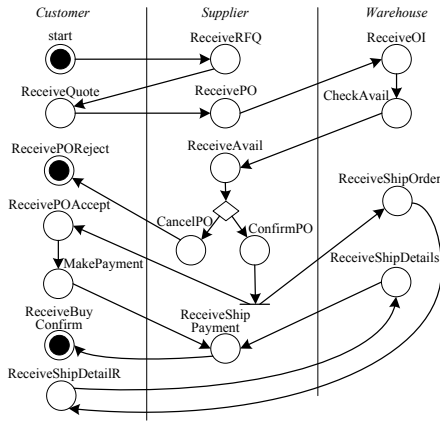 Customer Supplier Warehouse
start
ReceiveRFQ
ReceiveOI
ReceiveQuote
ReceivePO
CheckAvail
ReceivePOReject
ReceiveAvail
ReceiveShipOrder
ReceivePOAccept
CancelPO
ConfirmPO
MakePayment
ReceiveShipDetails
ReceiveBuy
Confirm
ReceiveShip
Payment
ReceiveShipDetailR